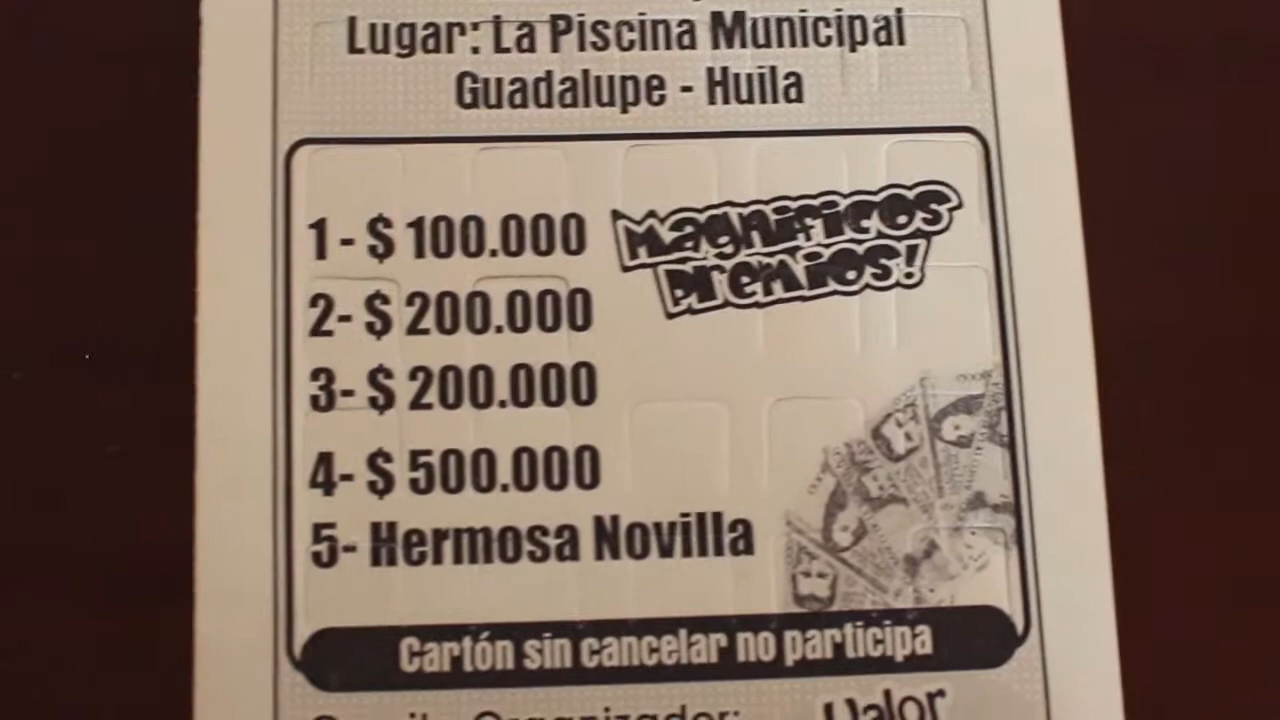 Lugar: La Piscina Municipal
Guadalupe - Huila
1- $ 100.000
Magnificos
premios!
2- $ 200.000
3- $ 200.000
4- $ 500.000
5- Hermosa Novilla
Cartón sin cancelar no participa
Organizador: Valor